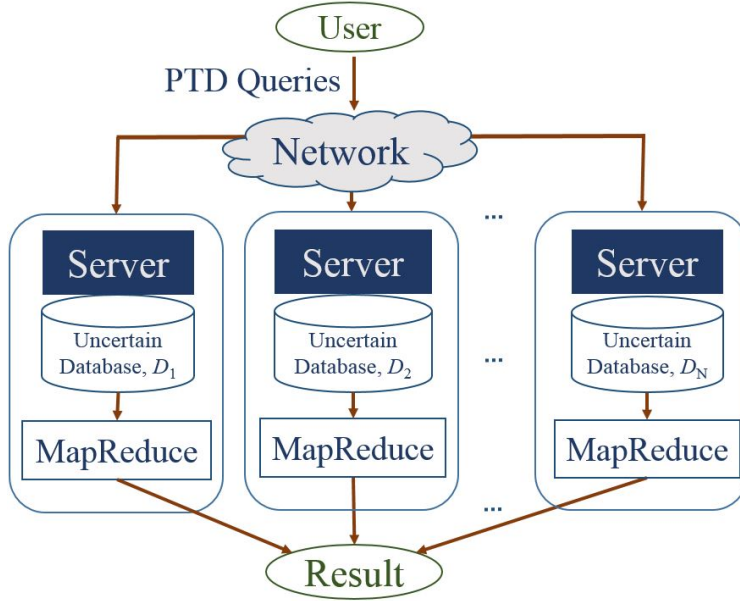 User
PTD Queries
Network
...
Server
Server
Server
Uncertain
Database, D1
Uncertain
Database, D2
...
Uncertain
Database, DN
MapReduce
MapReduce
MapReduce
...
Result